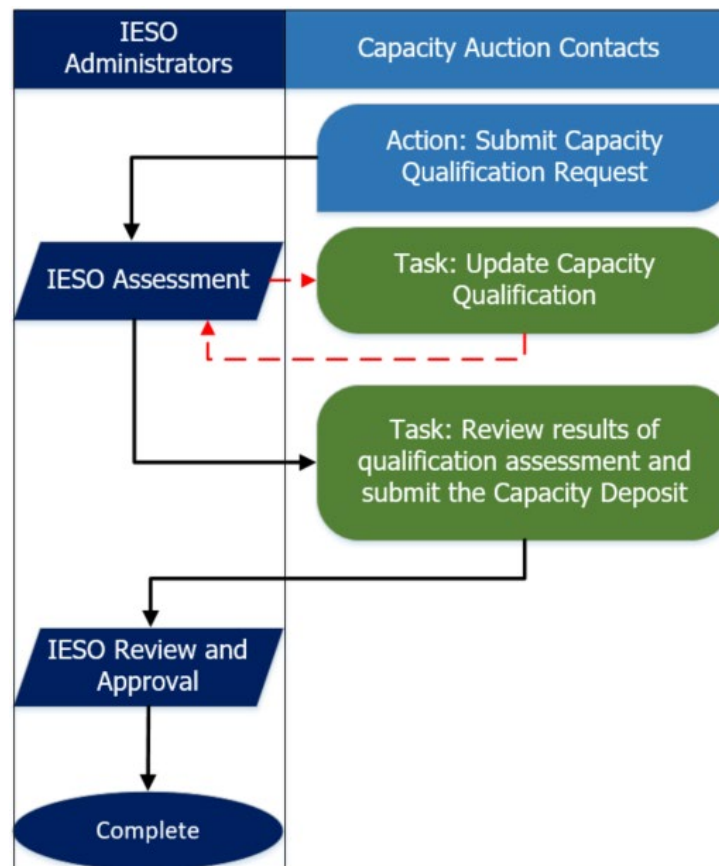 IESO
Administrators
Capacity Auction Contacts
Action: Submit Capacity
Qualification Request
IESO Assessment
Task: Update Capacity
Qualification
Task: Review results of
qualification assessment and
submit the Capacity Deposit
IESO Review and
Approval
Complete